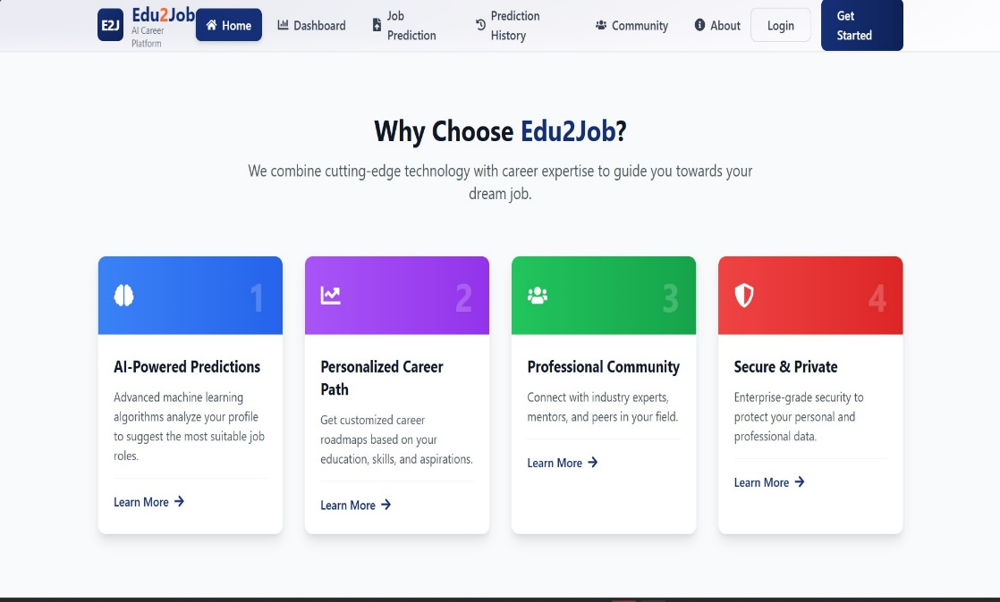 E2J
Edu2Job
AI Career
Platform
Home
Dashboard
Job
Prediction
Prediction
History
Community
About
Login
Get
Started
Why Choose Edu2Job?
We combine cutting-edge technology with career expertise to guide you towards your
dream job.
1
AI-Powered Predictions
Advanced machine learning
algorithms analyze your profile
to suggest the most suitable job
roles.
Learn More
2
Personalized Career
Path
Get customized career
roadmaps based on your
education, skills, and aspirations.
Learn More
3
Professional Community
Connect with industry experts,
mentors, and peers in your field.
Learn More
4
Secure & Private
Enterprise-grade security to
protect your personal and
professional data.
Learn More